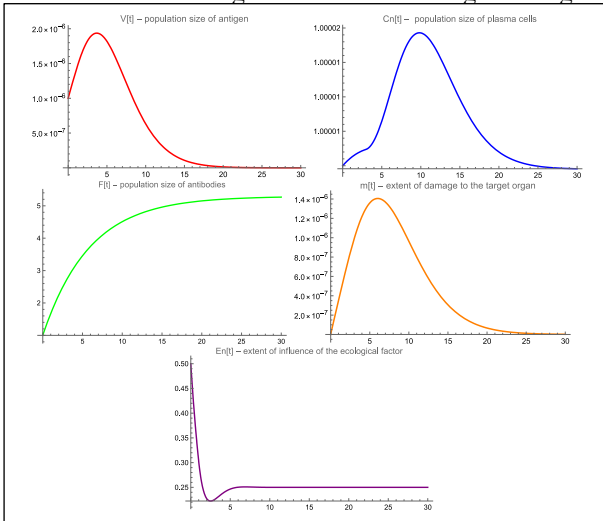 V[t] – population size of antigen
2.0×10⁻⁶
1.5×10⁻⁶
1.0×10⁻⁶
5.0×10⁻⁷
5 10 15 20 25 30
Cn[t] – population size of plasma cells
1.00002
1.00001
1.00001
1.00001
5 10 15 20 25 30
F[t] – population size of antibodies
5
4
3
2
5 10 15 20 25 30
m[t] – extent of damage to the target organ
1.4×10⁻⁶
1.2×10⁻⁶
1.×10⁻⁶
8.×10⁻⁷
6.×10⁻⁷
4.×10⁻⁷
2.×10⁻⁷
5 10 15 20 25 30
En[t] – extent of influence of the ecological factor
0.50
0.45
0.40
0.35
0.30
0.25
5 10 15 20 25 30